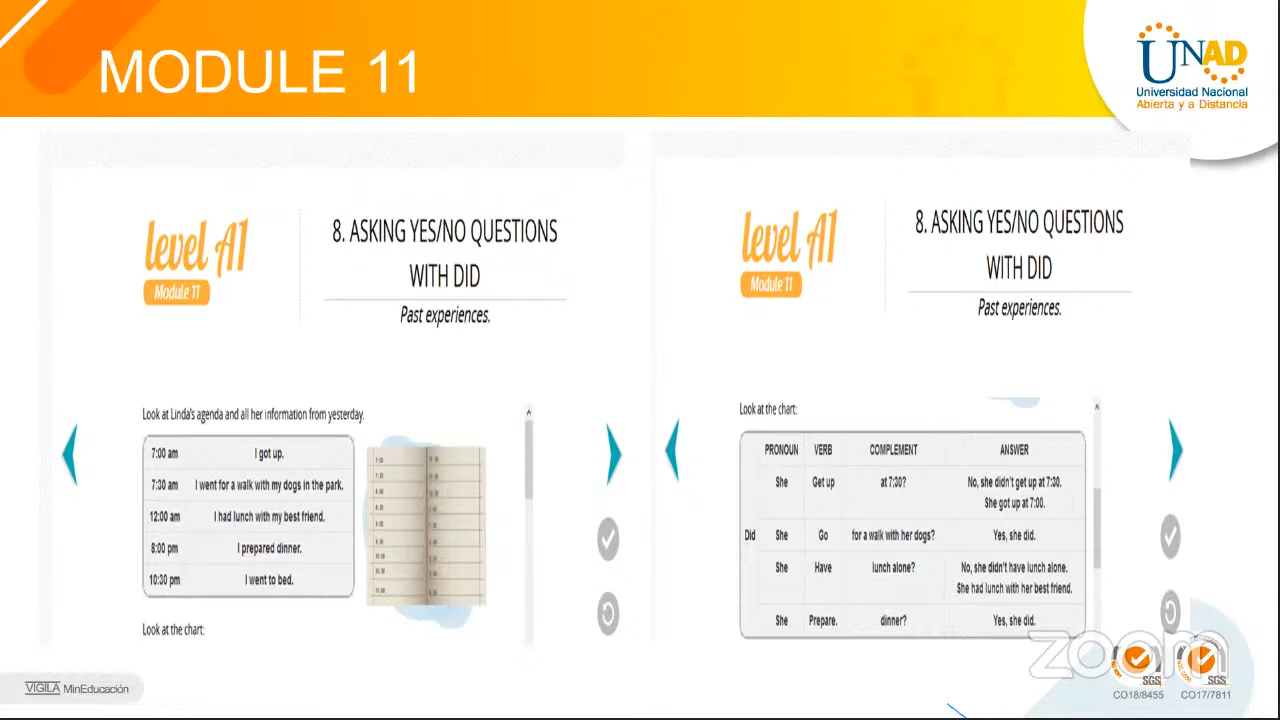 MODULE 11
UNAD
Universidad Nacional
Abierta y a Distancia
level A1
Module 11
8. ASKING YES/NO QUESTIONS
WITH DID
Past experiences.
Look at Linda's agenda and all her information from yesterday.
7:00 am I got up.
7:30 am I went for a walk with my dogs in the park.
12:00 am I had lunch with my best friend.
8:00 pm I prepared dinner.
10:30 pm I went to bed.
Look at the chart:
level A1
Module 11
8. ASKING YES/NO QUESTIONS
WITH DID
Past experiences.
Look at the chart:
PRONOUN VERB COMPLEMENT ANSWER
She Get up at 7:30? No, she didn't get up at 7:30.
She got up at 7:00.
Did She Go for a walk with her dogs? Yes, she did.
She Have lunch alone? No, she didn't have lunch alone.
She had lunch with her best friend.
She Prepare. dinner? Yes, she did.
zoom
SGS
SGS
CO18/8455 CO17/7811
VIGILA MinEducación